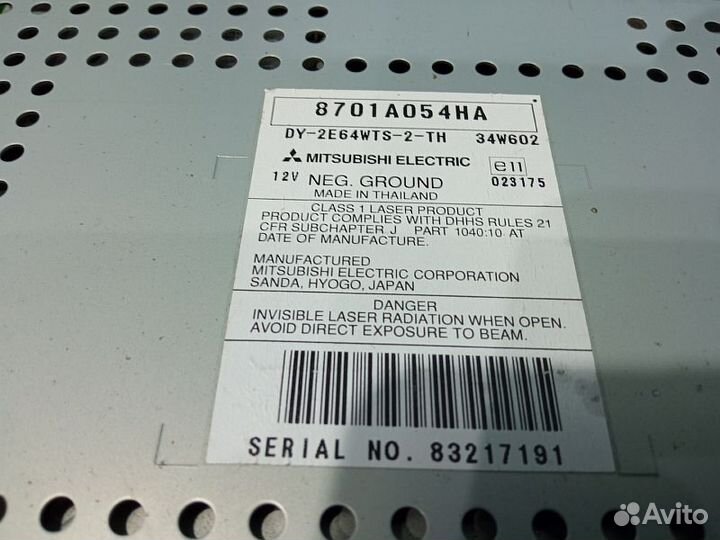 8701A054HA
DY-2E64WTS-2-TH 34W602
MITSUBISHI ELECTRIC e11
12V NEG. GROUND 023175
MADE IN THAILAND
CLASS 1 LASER PRODUCT
PRODUCT COMPLIES WITH DHHS RULES 21
CFR SUBCHAPTER J PART 1040:10 AT
DATE OF MANUFACTURE.
MANUFACTURED
MITSUBISHI ELECTRIC CORPORATION
SANDA, HYOGO, JAPAN
DANGER
INVISIBLE LASER RADIATION WHEN OPEN.
AVOID DIRECT EXPOSURE TO BEAM.
SERIAL NO. 83217191
Avito